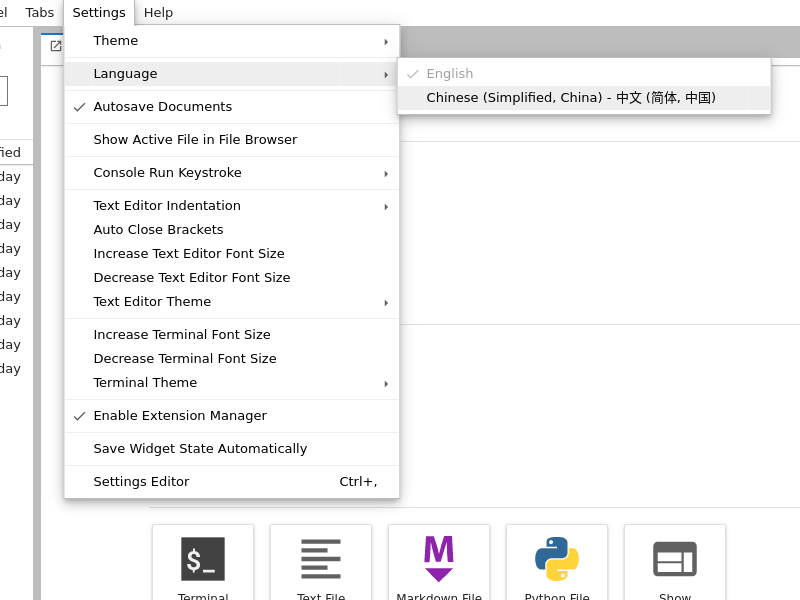 el Tabs Settings Help
Theme
Language
English
Chinese (Simplified, China) - 中文 (简体, 中国)
Autosave Documents
Show Active File in File Browser
fied
Console Run Keystroke
day
day
Text Editor Indentation
day
Auto Close Brackets
day
Increase Text Editor Font Size
day
Decrease Text Editor Font Size
day
Text Editor Theme
day
Increase Terminal Font Size
day
Decrease Terminal Font Size
day
Terminal Theme
Enable Extension Manager
Save Widget State Automatically
Settings Editor Ctrl+,
$_
M
Terminal Text File Markdown File Python File Show